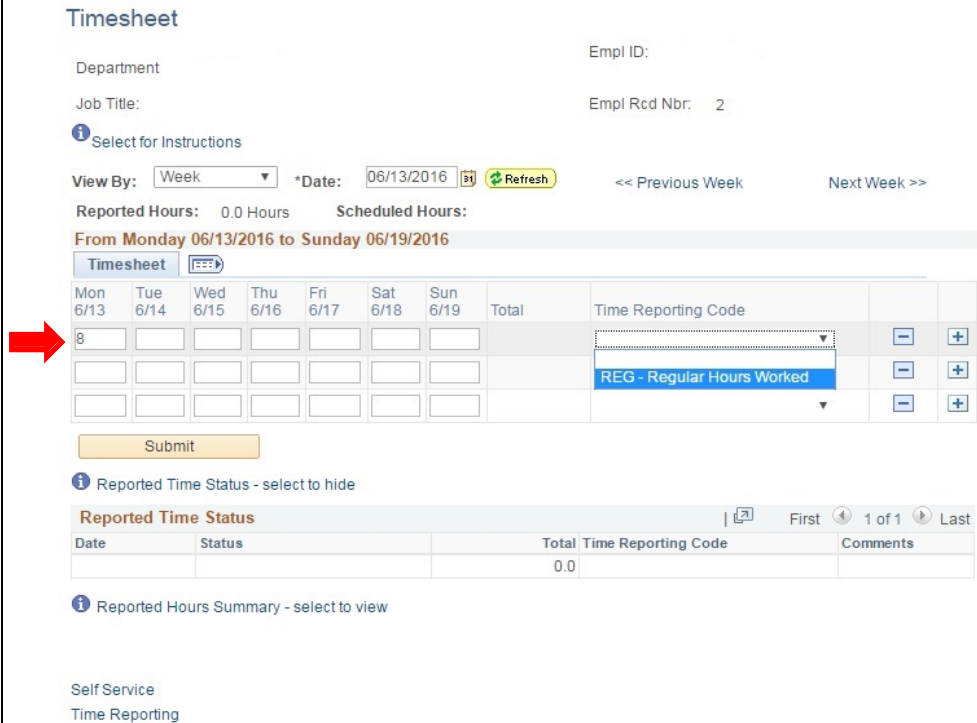 Timesheet
Empl ID:
Department
Job Title:
Empl Rcd Nbr: 2
Select for Instructions
View By: Week *Date: 06/13/2016 31 Refresh << Previous Week Next Week >>
Reported Hours: 0.0 Hours Scheduled Hours:
From Monday 06/13/2016 to Sunday 06/19/2016
Timesheet
Mon Tue Wed Thu Fri Sat Sun
6/13 6/14 6/15 6/16 6/17 6/18 6/19 Total Time Reporting Code
8
REG - Regular Hours Worked
Submit
Reported Time Status - select to hide
Reported Time Status | First 1 of 1 Last
Date Status Total Time Reporting Code Comments
0.0
Reported Hours Summary - select to view
Self Service
Time Reporting